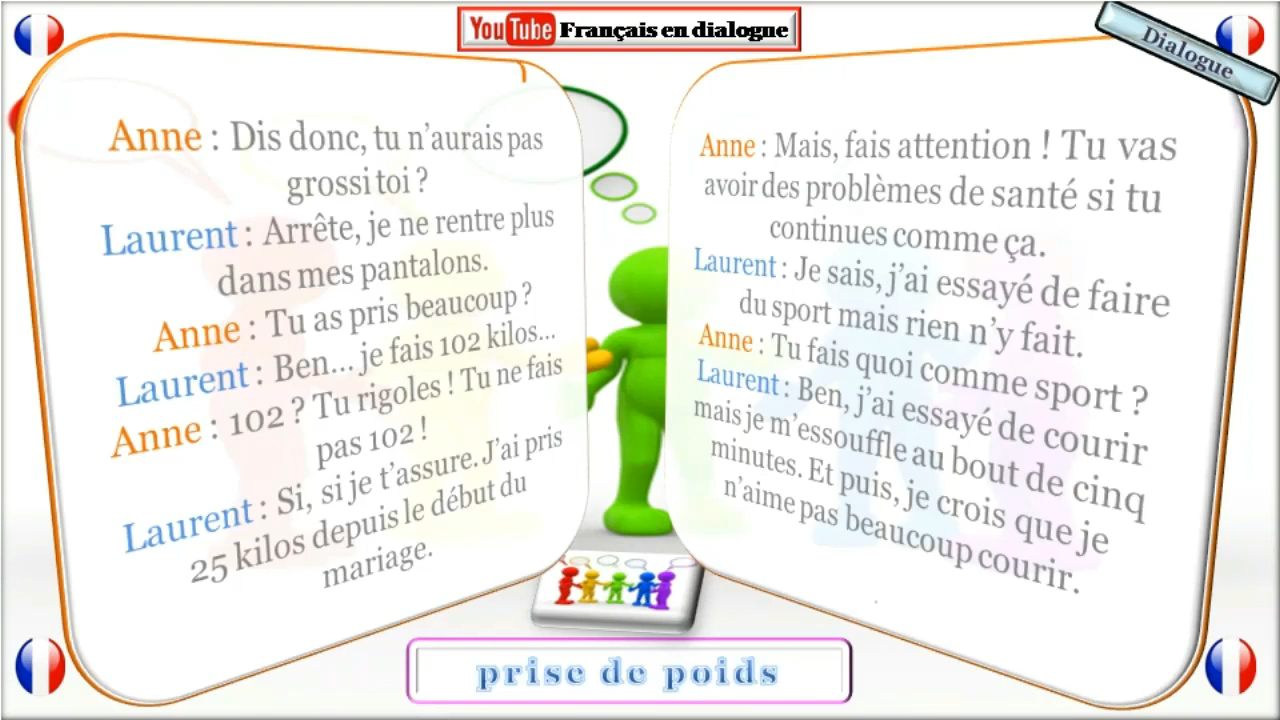 YouTube Français en dialogue
Dialogue
Anne : Dis donc, tu n’aurais pas
grossi toi ?
Laurent : Arrête, je ne rentre plus
dans mes pantalons.
Anne : Tu as pris beaucoup ?
Laurent : Ben... je fais 102 kilos...
Anne : 102 ? Tu rigoles ! Tu ne fais
pas 102 !
Laurent : Si, si je t’assure. J’ai pris
25 kilos depuis le début du
mariage.
Anne : Mais, fais attention ! Tu vas
avoir des problèmes de santé si tu
continues comme ça.
Laurent : Je sais, j’ai essayé de faire
du sport mais rien n’y fait.
Anne : Tu fais quoi comme sport ?
Laurent : Ben, j’ai essayé de courir
mais je m’essouffle au bout de cinq
minutes. Et puis, je crois que je
n’aime pas beaucoup courir.
prise de poids